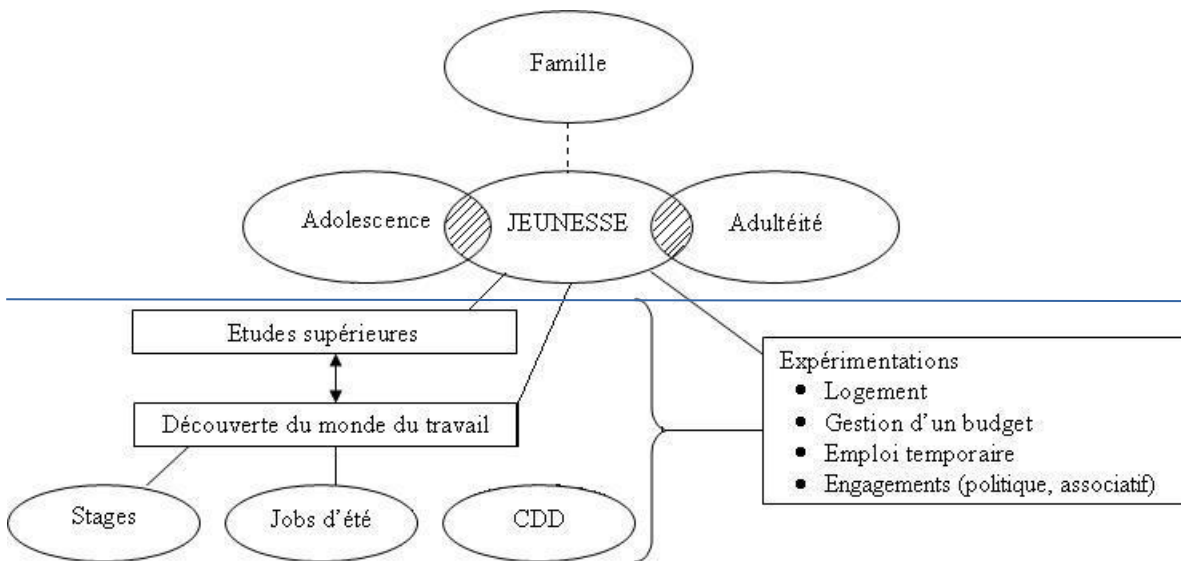 Famille
Adolescence
JEUNESSE
Adultéité
Etudes supérieures
Découverte du monde du travail
Stages
Jobs d'été
CDD
Expérimentations
• Logement
• Gestion d'un budget
• Emploi temporaire
• Engagements (politique, associatif)